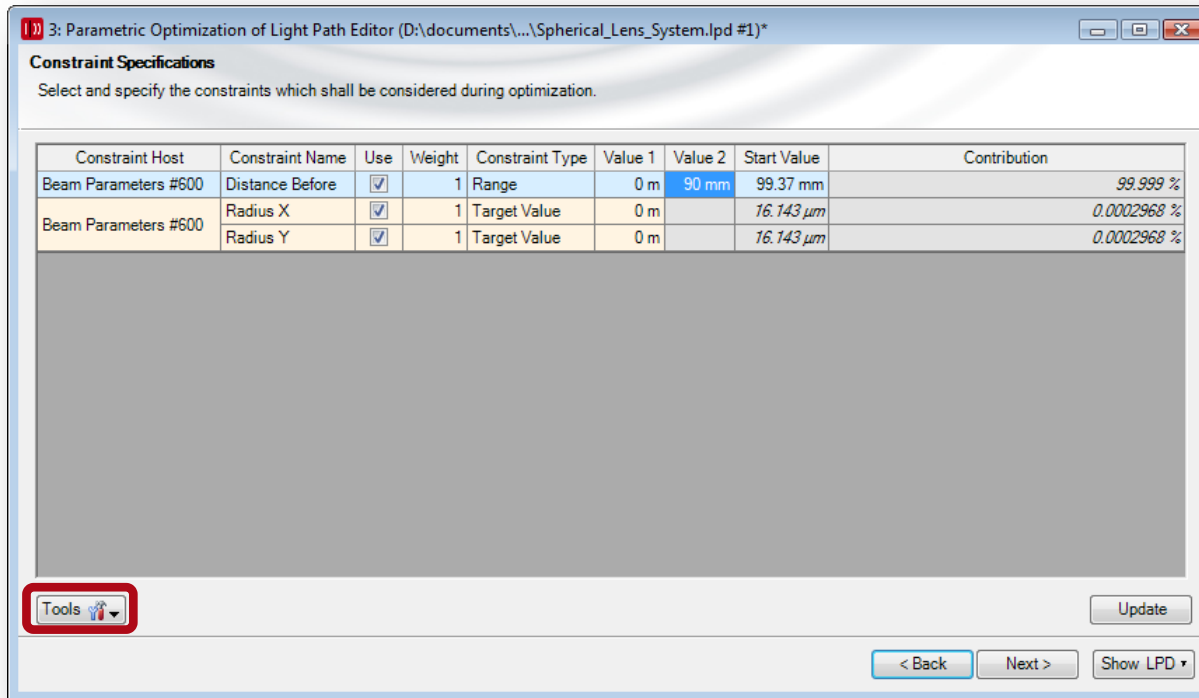 3: Parametric Optimization of Light Path Editor (D:\documents\...\Spherical_Lens_System.lpd #1)*
Constraint Specifications
Select and specify the constraints which shall be considered during optimization.
Constraint Host Constraint Name Use Weight Constraint Type Value 1 Value 2 Start Value Contribution
Beam Parameters #600 Distance Before 1 Range 0 m 90 mm 99.37 mm 99.999 %
Beam Parameters #600 Radius X 1 Target Value 0 m 16.143 µm 0.0002968 %
Radius Y 1 Target Value 0 m 16.143 µm 0.0002968 %
Tools Update
< Back Next > Show LPD